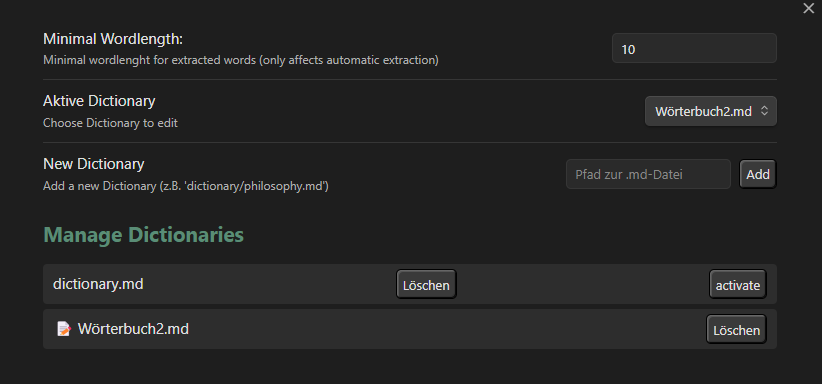 Minimal Wordlength:
Minimal wordlenght for extracted words (only affects automatic extraction)
10
Aktive Dictionary
Choose Dictionary to edit
Wörterbuch2.md
New Dictionary
Add a new Dictionary (z.B. 'dictionary/philosophy.md')
Pfad zur .md-Datei
Add
Manage Dictionaries
dictionary.md
Löschen
activate
Wörterbuch2.md
Löschen